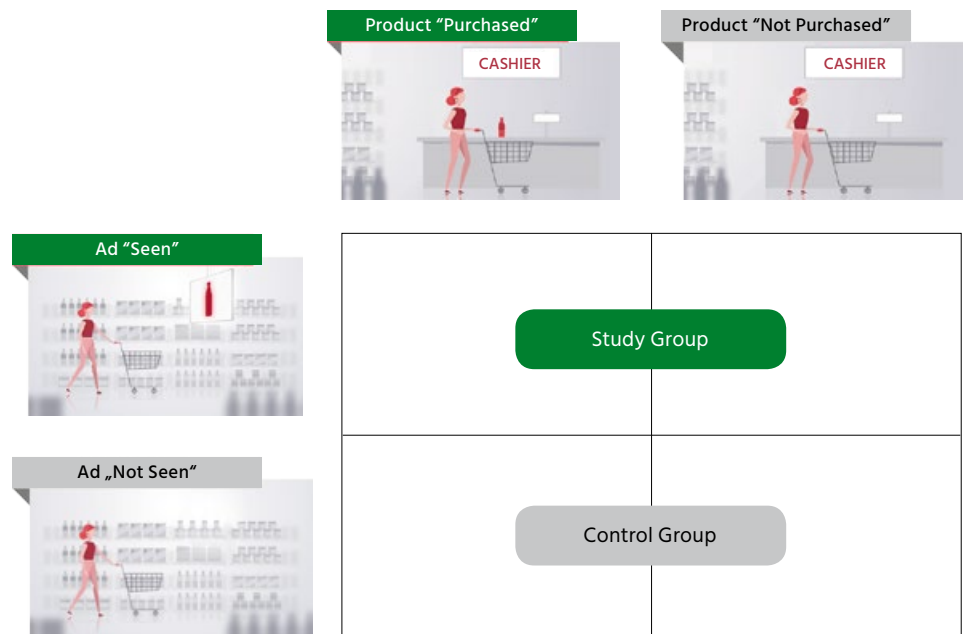 Product “Purchased”
Product “Not Purchased”
CASHIER
CASHIER
Ad “Seen”
Study Group
Ad „Not Seen“
Control Group